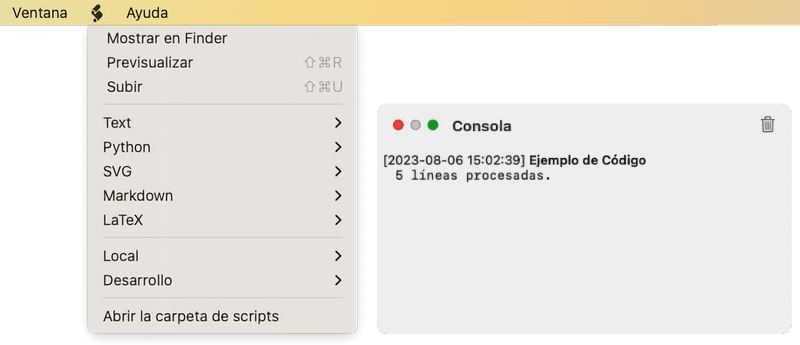 Ventana Ayuda
Mostrar en Finder
Previsualizar ⇧⌘R
Subir ⇧⌘U
Text
Python
SVG
Markdown
LaTeX
Local
Desarrollo
Abrir la carpeta de scripts
Consola
[2023-08-06 15:02:39] Ejemplo de Código
5 líneas procesadas.